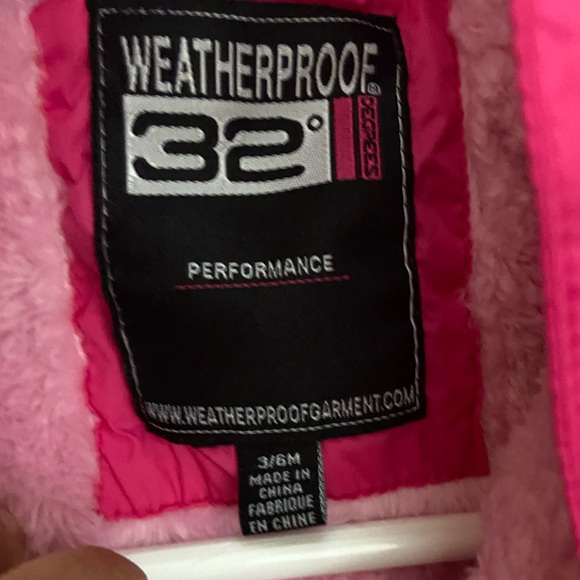 WEATHERPROOF®
32° DEGREES
PERFORMANCE
WWW.WEATHERPROOFGARMENT.COM
3/6M
MADE IN
CHINA
FABRIQUE
EN CHINE